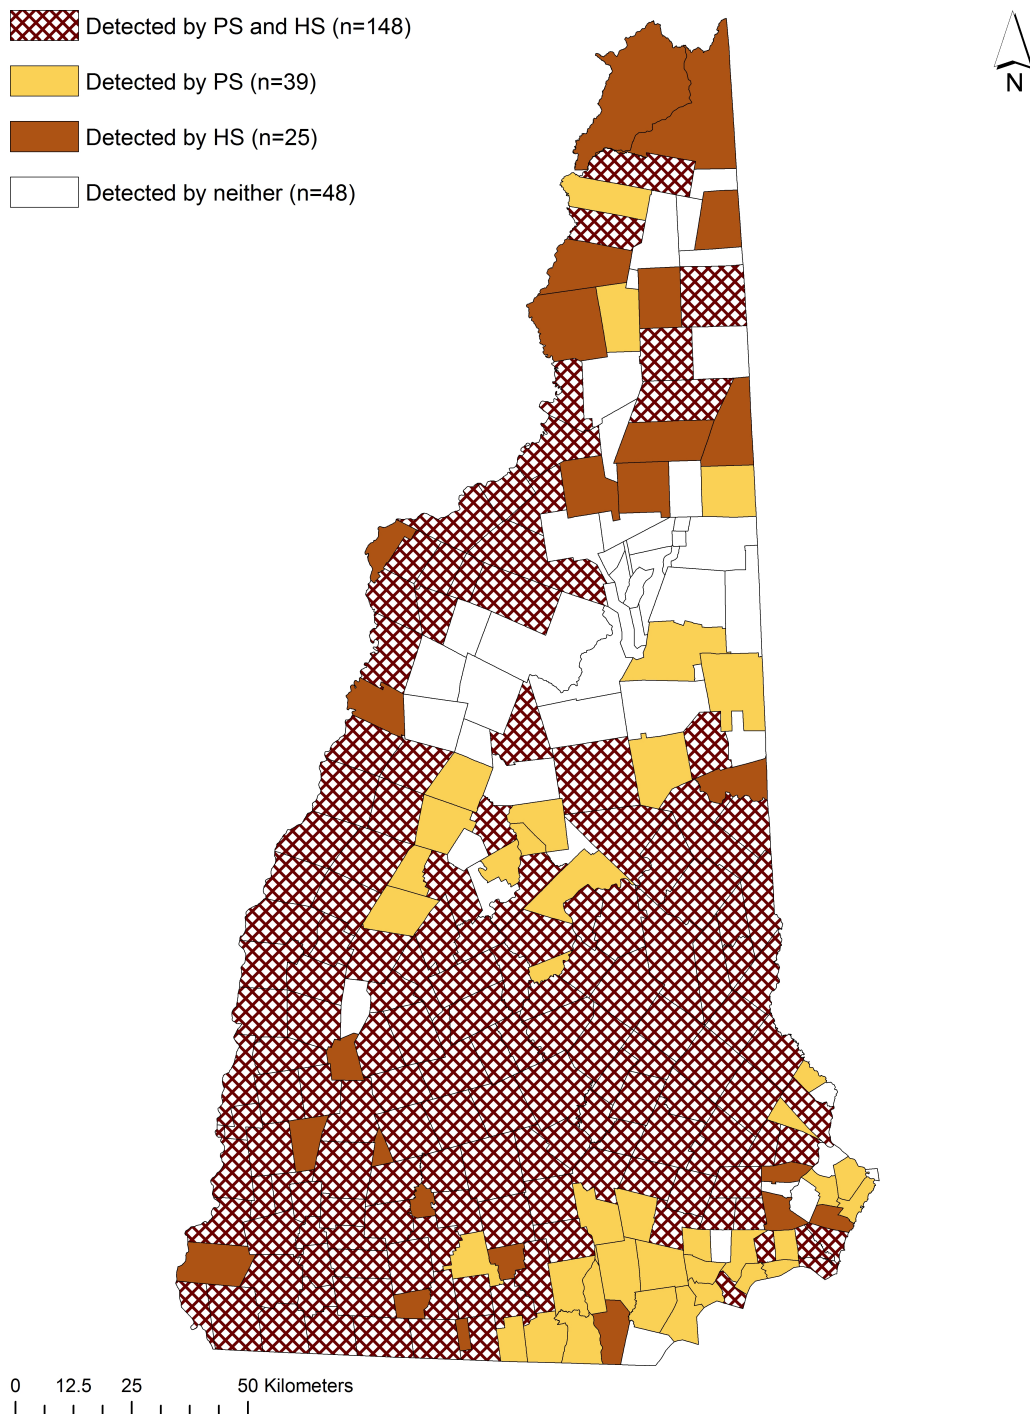 Detected by PS and HS (n=148)
Detected by PS (n=39)
Detected by HS (n=25)
Detected by neither (n=48)
N
0 12.5 25 50 Kilometers